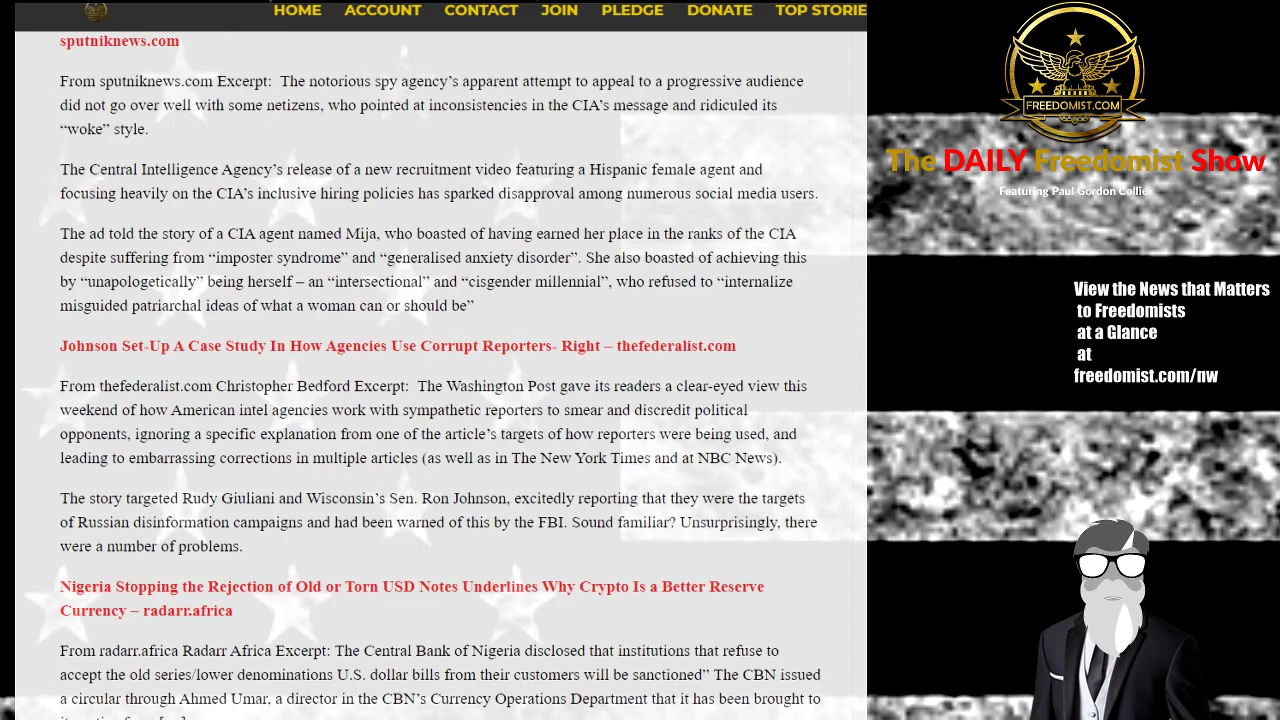 HOME ACCOUNT CONTACT JOIN PLEDGE DONATE TOP STORIE
sputniknews.com
From sputniknews.com Excerpt:  The notorious spy agency’s apparent attempt to appeal to a progressive audience
did not go over well with some netizens, who pointed at inconsistencies in the CIA’s message and ridiculed its
“woke” style.
The Central Intelligence Agency’s release of a new recruitment video featuring a Hispanic female agent and
focusing heavily on the CIA’s inclusive hiring policies has sparked disapproval among numerous social media users.
The ad told the story of a CIA agent named Mija, who boasted of having earned her place in the ranks of the CIA
despite suffering from “imposter syndrome” and “generalised anxiety disorder”. She also boasted of achieving this
by “unapologetically” being herself – an “intersectional” and “cisgender millennial”, who refused to “internalize
misguided patriarchal ideas of what a woman can or should be”
Johnson Set-Up A Case Study In How Agencies Use Corrupt Reporters- Right – thefederalist.com
From thefederalist.com Christopher Bedford Excerpt:  The Washington Post gave its readers a clear-eyed view this
weekend of how American intel agencies work with sympathetic reporters to smear and discredit political
opponents, ignoring a specific explanation from one of the article’s targets of how reporters were being used, and
leading to embarrassing corrections in multiple articles (as well as in The New York Times and at NBC News).
The story targeted Rudy Giuliani and Wisconsin’s Sen. Ron Johnson, excitedly reporting that they were the targets
of Russian disinformation campaigns and had been warned of this by the FBI. Sound familiar? Unsurprisingly, there
were a number of problems.
Nigeria Stopping the Rejection of Old or Torn USD Notes Underlines Why Crypto Is a Better Reserve
Currency – radarr.africa
From radarr.africa Radarr Africa Excerpt: The Central Bank of Nigeria disclosed that institutions that refuse to
accept the old series/lower denominations U.S. dollar bills from their customers will be sanctioned” The CBN issued
a circular through Ahmed Umar, a director in the CBN’s Currency Operations Department that it has been brought to
FREEDOMIST.COM
The DAILY Freedomist Show
Featuring Paul Gordon Collier
View the News that Matters
to Freedomists
at a Glance
at
freedomist.com/nw